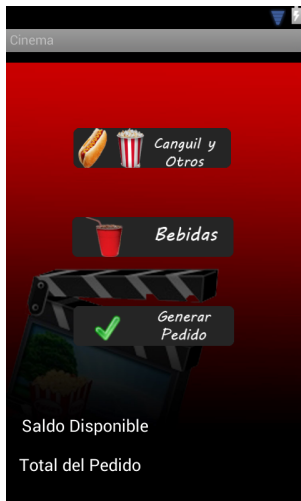 Cinema
Canguil y
Otros
Bebidas
Generar
Pedido
Saldo Disponible
Total del Pedido